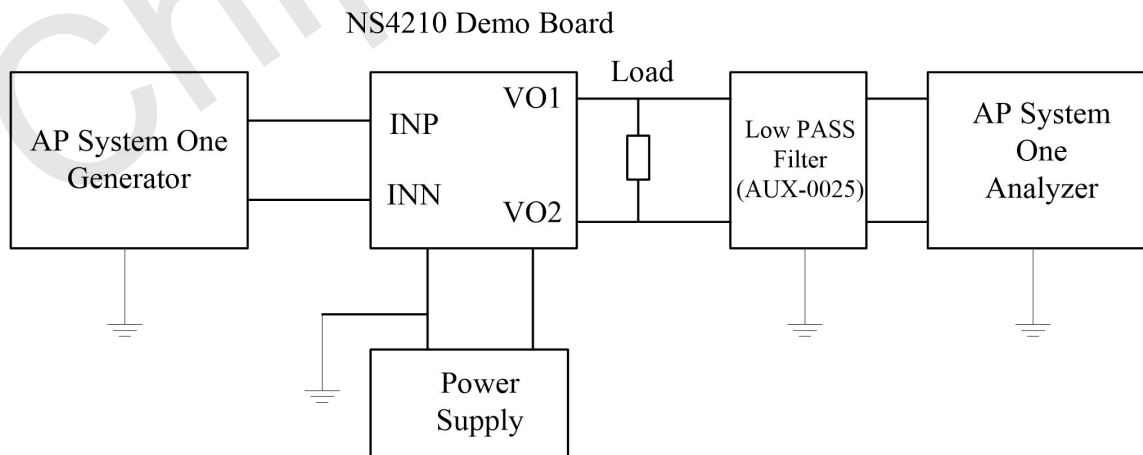 NS4210 Demo Board
AP System One
Generator
INP
INN
VO1
VO2
Load
Low PASS
Filter
(AUX-0025)
AP System
One
Analyzer
Power
Supply